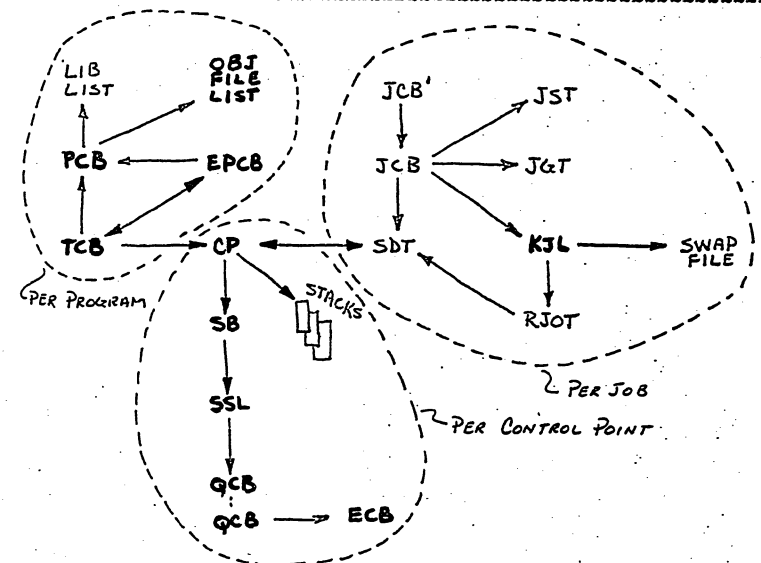 LIB
LIST
OBJ
FILE
LIST
PCB
EPCB
TCB
PER PROGRAM
JCB'
JST
JCB
JGT
SDT
KJL
SWAP
FILE
RJOT
PER JOB
CP
STACKS
SB
SSL
QCB
QCB
ECB
PER CONTROL POINT